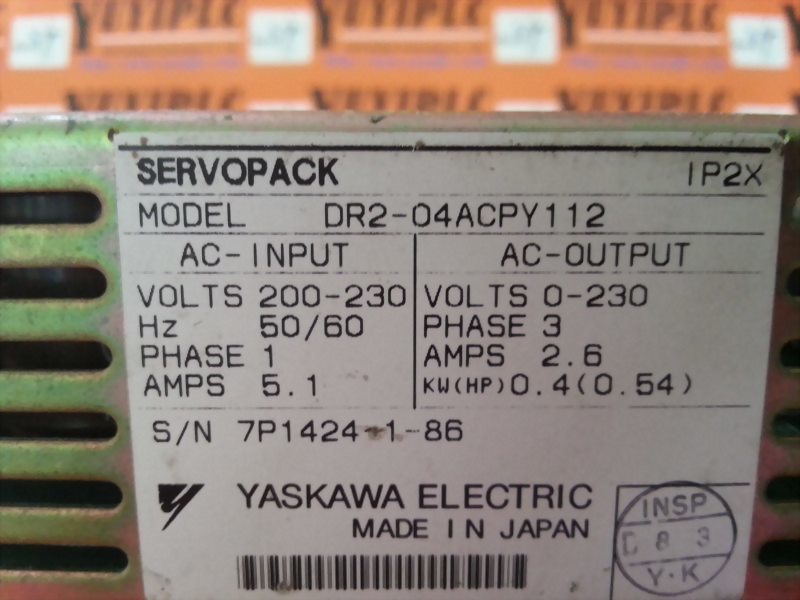 SERVOPACK IP2X
MODEL DR2-04ACPY112
AC-INPUT AC-OUTPUT
VOLTS 200-230 VOLTS 0-230
Hz 50/60 PHASE 3
PHASE 1 AMPS 2.6
AMPS 5.1 KW(HP) 0.4(0.54)
S/N 7P1424-1-86
YASKAWA ELECTRIC
MADE IN JAPAN
INSP
8 3
Y·K